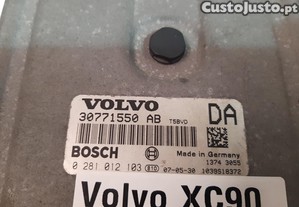 CustoJusto.pt
VOLVO
30771550 AB T5BVD DA
1374 3055
BOSCH Made in Germany
0 281 012 103 07-05-30 1039S18372
Volvo XC90